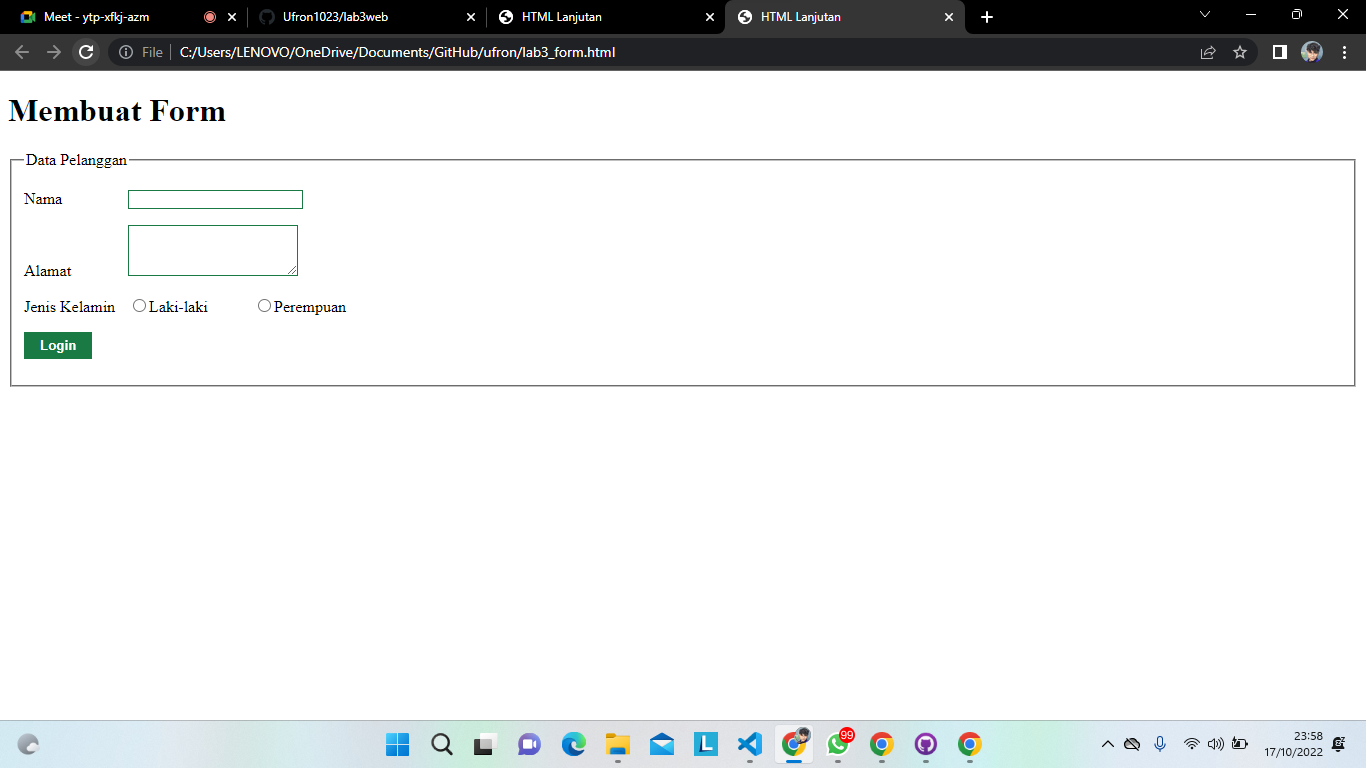 Meet - ytp-xfkj-azm
Ufron1023/lab3web
HTML Lanjutan
HTML Lanjutan
File
C:/Users/LENOVO/OneDrive/Documents/GitHub/ufron/lab3_form.html
Membuat Form
Data Pelanggan
Nama
Alamat
Jenis Kelamin Laki-laki Perempuan
Login
L
99
23:58
17/10/2022